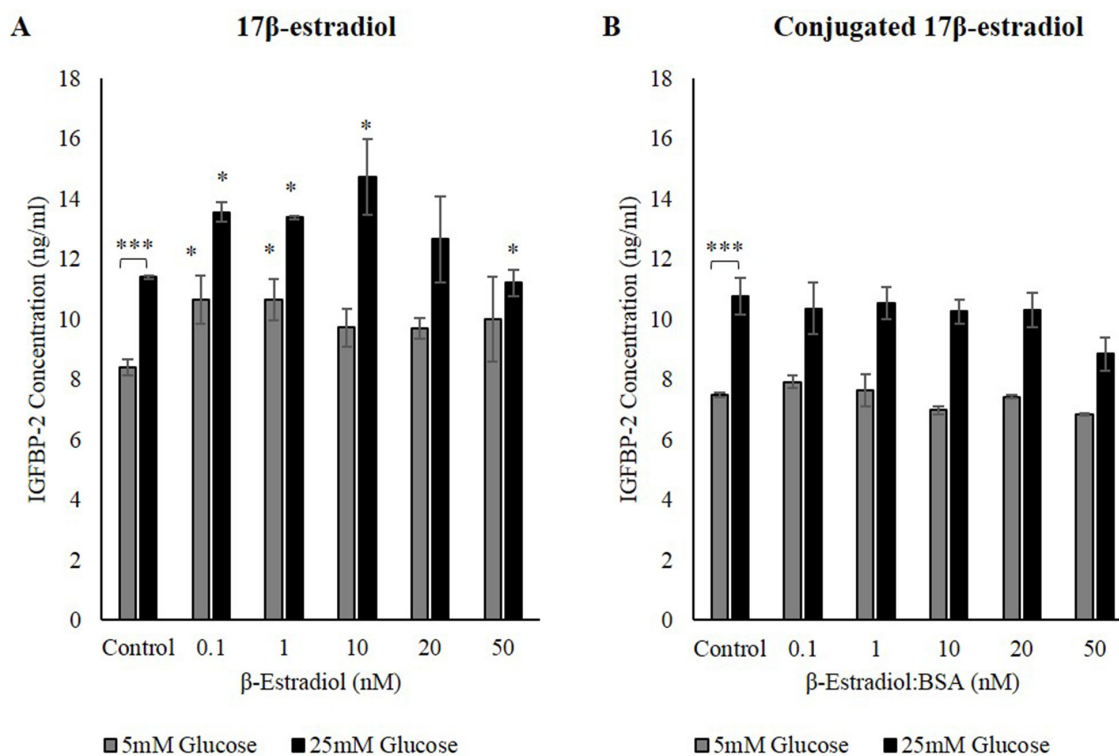 A
17β-estradiol
18
16
14
12
10
8
6
4
2
0
IGFBP-2 Concentration (ng/ml)
***
*
*
*
*
*
*
Control 0.1 1 10 20 50
β-Estradiol (nM)
5mM Glucose 25mM Glucose
B
Conjugated 17β-estradiol
18
16
14
12
10
8
6
4
2
0
IGFBP-2 Concentration (ng/ml)
***
Control 0.1 1 10 20 50
β-Estradiol:BSA (nM)
5mM Glucose 25mM Glucose